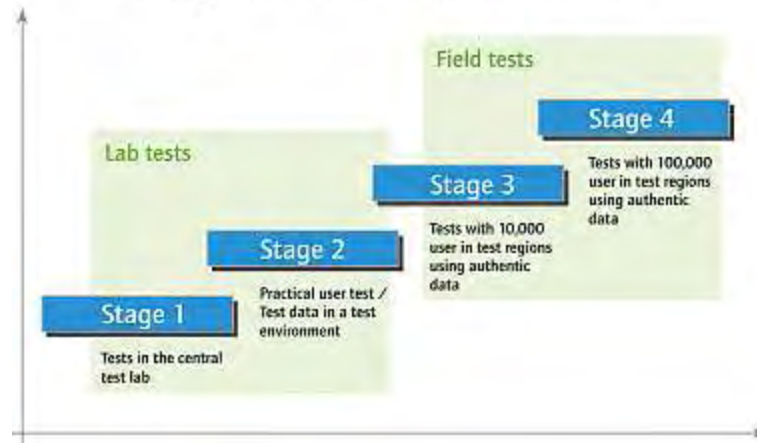 Lab tests
Stage 1
Tests in the central
test lab
Stage 2
Practical user test /
Test data in a test
environment
Field tests
Stage 3
Tests with 10,000
user in test regions
using authentic
data
Stage 4
Tests with 100,000
user in test regions
using authentic
data